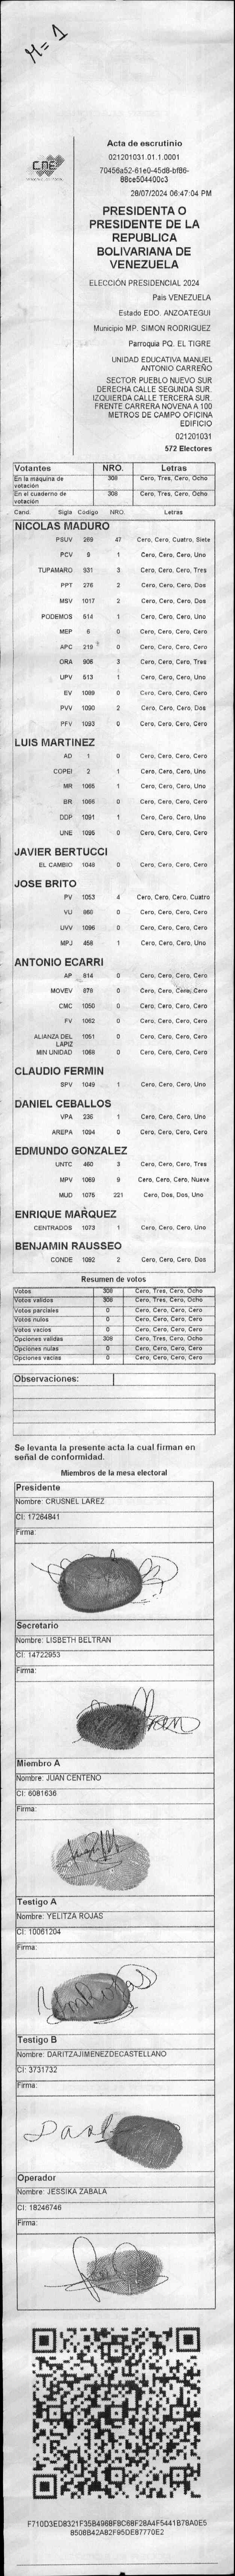 M= 1
CNE
Acta de escrutinio
021201031.01.1.0001
70456a52-61e0-45d8-bf86-
88ce504400c3
28/07/2024 06:47:04 PM
PRESIDENTA O
PRESIDENTE DE LA
REPUBLICA
BOLIVARIANA DE
VENEZUELA
ELECCIÓN PRESIDENCIAL 2024
País VENEZUELA
Estado EDO. ANZOATEGUI
Municipio MP. SIMON RODRIGUEZ
Parroquia PQ. EL TIGRE
UNIDAD EDUCATIVA MANUEL
ANTONIO CARREÑO
SECTOR PUEBLO NUEVO SUR
DERECHA CALLE SEGUNDA SUR.
IZQUIERDA CALLE TERCERA SUR.
FRENTE CARRERA NOVENA A 100
METROS DE CAMPO OFICINA
EDIFICIO
021201031
572 Electores
Votantes NRO. Letras
En la máquina de votación 308 Cero, Tres, Cero, Ocho
En el cuaderno de votación 308 Cero, Tres, Cero, Ocho
Cand. Sigla Código NRO. Letras
NICOLAS MADURO
PSUV 269 47 Cero, Cero, Cuatro, Siete
PCV 9 1 Cero, Cero, Cero, Uno
TUPAMARO 931 3 Cero, Cero, Cero, Tres
PPT 276 2 Cero, Cero, Cero, Dos
MSV 1017 2 Cero, Cero, Cero, Dos
PODEMOS 514 1 Cero, Cero, Cero, Uno
MEP 6 0 Cero, Cero, Cero, Cero
APC 219 0 Cero, Cero, Cero, Cero
ORA 906 3 Cero, Cero, Cero, Tres
UPV 513 1 Cero, Cero, Cero, Uno
EV 1089 0 Cero, Cero, Cero, Cero
PVV 1090 2 Cero, Cero, Cero, Dos
PFV 1093 0 Cero, Cero, Cero, Cero
LUIS MARTINEZ
AD 1 0 Cero, Cero, Cero, Cero
COPEI 2 1 Cero, Cero, Cero, Uno
MR 1065 1 Cero, Cero, Cero, Uno
BR 1066 0 Cero, Cero, Cero, Cero
DDP 1091 1 Cero, Cero, Cero, Uno
UNE 1095 0 Cero, Cero, Cero, Cero
JAVIER BERTUCCI
EL CAMBIO 1048 0 Cero, Cero, Cero, Cero
JOSE BRITO
PV 1053 4 Cero, Cero, Cero, Cuatro
VU 860 0 Cero, Cero, Cero, Cero
UVV 1096 0 Cero, Cero, Cero, Cero
MPJ 458 1 Cero, Cero, Cero, Uno
ANTONIO ECARRI
AP 814 0 Cero, Cero, Cero, Cero
MOVEV 878 0 Cero, Cero, Cero, Cero
CMC 1050 0 Cero, Cero, Cero, Cero
FV 1062 0 Cero, Cero, Cero, Cero
ALIANZA DEL LAPIZ 1051 0 Cero, Cero, Cero, Cero
MIN UNIDAD 1068 0 Cero, Cero, Cero, Cero
CLAUDIO FERMIN
SPV 1049 1 Cero, Cero, Cero, Uno
DANIEL CEBALLOS
VPA 236 1 Cero, Cero, Cero, Uno
AREPA 1094 0 Cero, Cero, Cero, Cero
EDMUNDO GONZALEZ
UNTC 460 3 Cero, Cero, Cero, Tres
MPV 1069 9 Cero, Cero, Cero, Nueve
MUD 1075 221 Cero, Dos, Dos, Uno
ENRIQUE MARQUEZ
CENTRADOS 1073 1 Cero, Cero, Cero, Uno
BENJAMIN RAUSSEO
CONDE 1092 2 Cero, Cero, Cero, Dos
Resumen de votos
Votos 308 Cero, Tres, Cero, Ocho
Votos validos 308 Cero, Tres, Cero, Ocho
Votos parciales 0 Cero, Cero, Cero, Cero
Votos nulos 0 Cero, Cero, Cero, Cero
Votos vacios 0 Cero, Cero, Cero, Cero
Opciones validas 308 Cero, Tres, Cero, Ocho
Opciones nulas 0 Cero, Cero, Cero, Cero
Opciones vacias 0 Cero, Cero, Cero, Cero
Observaciones:
Se levanta la presente acta la cual firman en
señal de conformidad.
Miembros de la mesa electoral
Presidente
Nombre: CRUSNEL LAREZ
CI: 17264841
Firma:
Secretario
Nombre: LISBETH BELTRAN
CI: 14722953
Firma:
Miembro A
Nombre: JUAN CENTENO
CI: 6081636
Firma:
Testigo A
Nombre: YELITZA ROJAS
CI: 10061204
Firma:
Testigo B
Nombre: DARITZAJIMENEZDECASTELLANO
CI: 3731732
Firma:
Operador
Nombre: JESSIKA ZABALA
CI: 18246746
Firma:
F710D3ED8321F35B4968F8C68F28A4F5441B78A0E5
8508B42A82F95DE87770E2